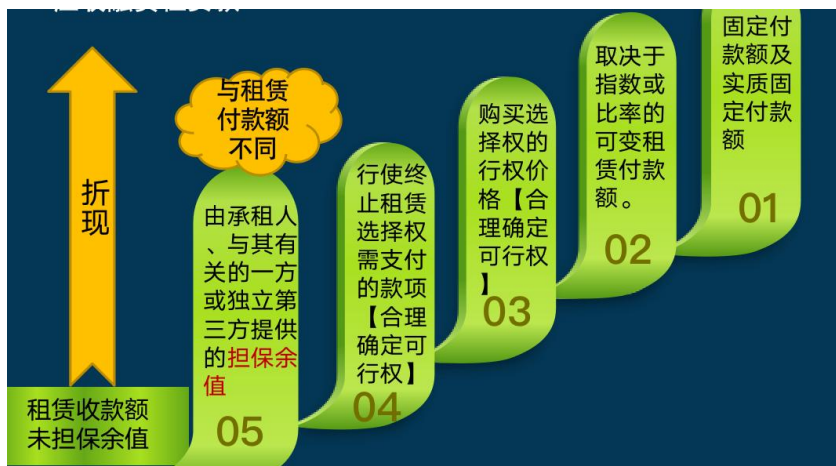 与租赁
付款额
不同
折
现
租赁收款额
未担保余值
由承租人
、与其有
关的一方
或独立第
三方提供
的担保余
值
05
行使终
止租赁
选择权
需支付
的款项
【合理
确定可
行权】
04
购买选
择权的
行权价
格【合
理确定
可行权
】
03
取决于
指数或
比率的
可变租
赁付款
额。
02
固定付
款额及
实质固
定付款
额
01